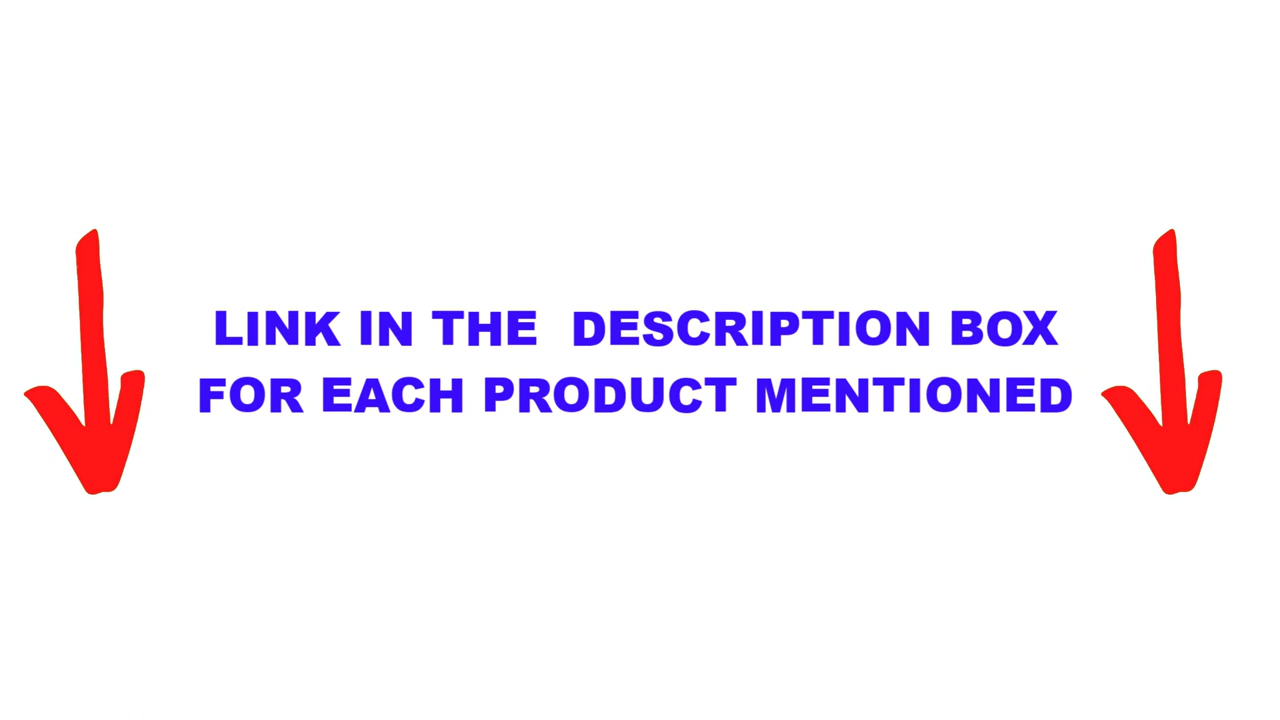 LINK IN THE  DESCRIPTION BOX
FOR EACH PRODUCT MENTIONED